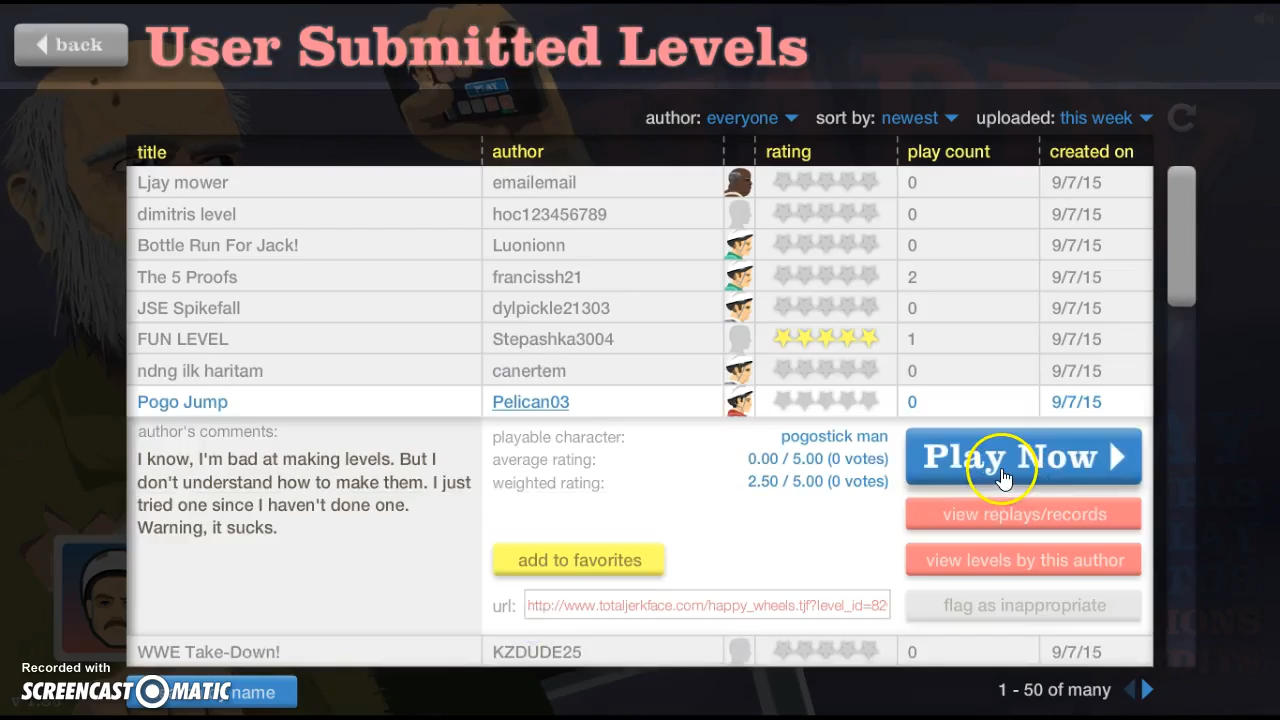 back
User Submitted Levels
author: everyone sort by: newest uploaded: this week
title author rating play count created on
Ljay mower emailemail 0 9/7/15
dimitris level hoc123456789 0 9/7/15
Bottle Run For Jack! Luonionn 0 9/7/15
The 5 Proofs francissh21 2 9/7/15
JSE Spikefall dylpickle21303 0 9/7/15
FUN LEVEL Stepashka3004 1 9/7/15
ndng ilk haritam canertem 0 9/7/15
Pogo Jump Pelican03 0 9/7/15
author's comments:
I know, I'm bad at making levels. But I
don't understand how to make them. I just
tried one since I haven't done one.
Warning, it sucks.
playable character: pogostick man
average rating: 0.00 / 5.00 (0 votes)
weighted rating: 2.50 / 5.00 (0 votes)
Play Now
view replays/records
add to favorites
view levels by this author
url: http://www.totaljerkface.com/happy_wheels.tjf?level_id=82
flag as inappropriate
WWE Take-Down! KZDUDE25 0 9/7/15
Recorded with
SCREENCAST MATIC
name
1 - 50 of many